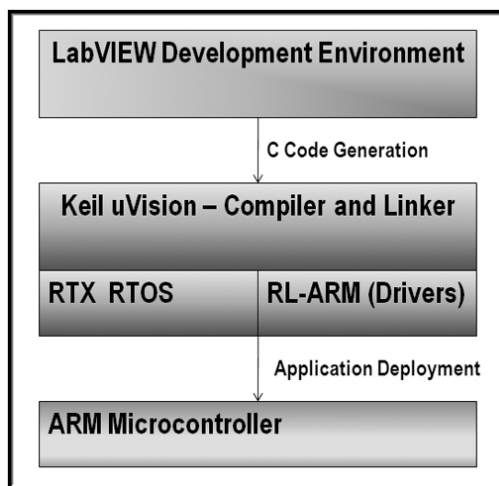 LabVIEW Development Environment
C Code Generation
Keil uVision – Compiler and Linker
RTX RTOS
RL-ARM (Drivers)
Application Deployment
ARM Microcontroller